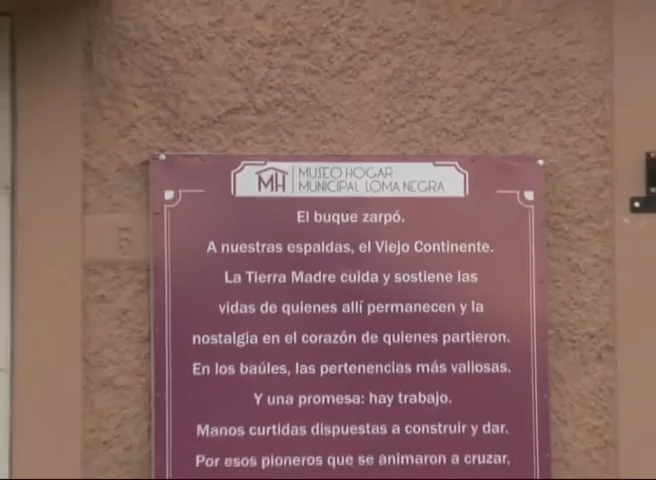 MH
MUSEO HOGAR
MUNICIPAL LOMA NEGRA
El buque zarpó.
A nuestras espaldas, el Viejo Continente.
La Tierra Madre cuida y sostiene las
vidas de quienes allí permanecen y la
nostalgia en el corazón de quienes partieron.
En los baúles, las pertenencias más valiosas.
Y una promesa: hay trabajo.
Manos curtidas dispuestas a construir y dar.
Por esos pioneros que se animaron a cruzar,